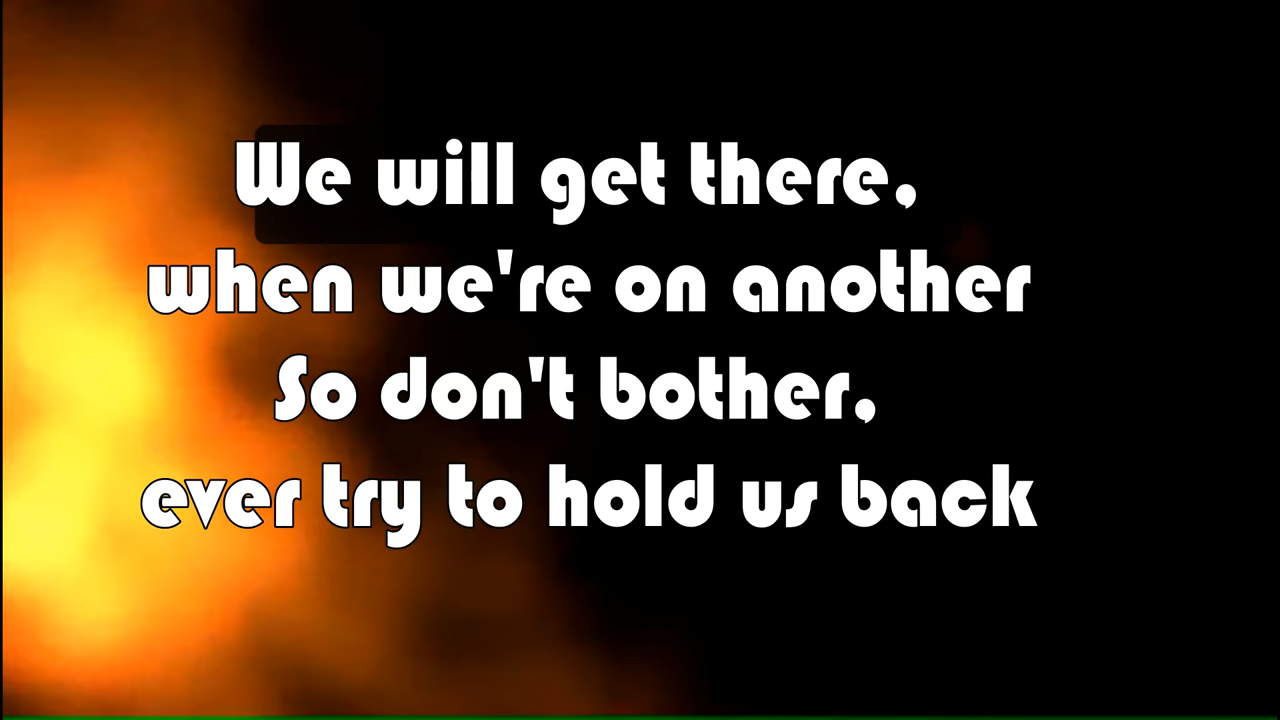 We will get there,
when we're on another
So don't bother,
ever try to hold us back